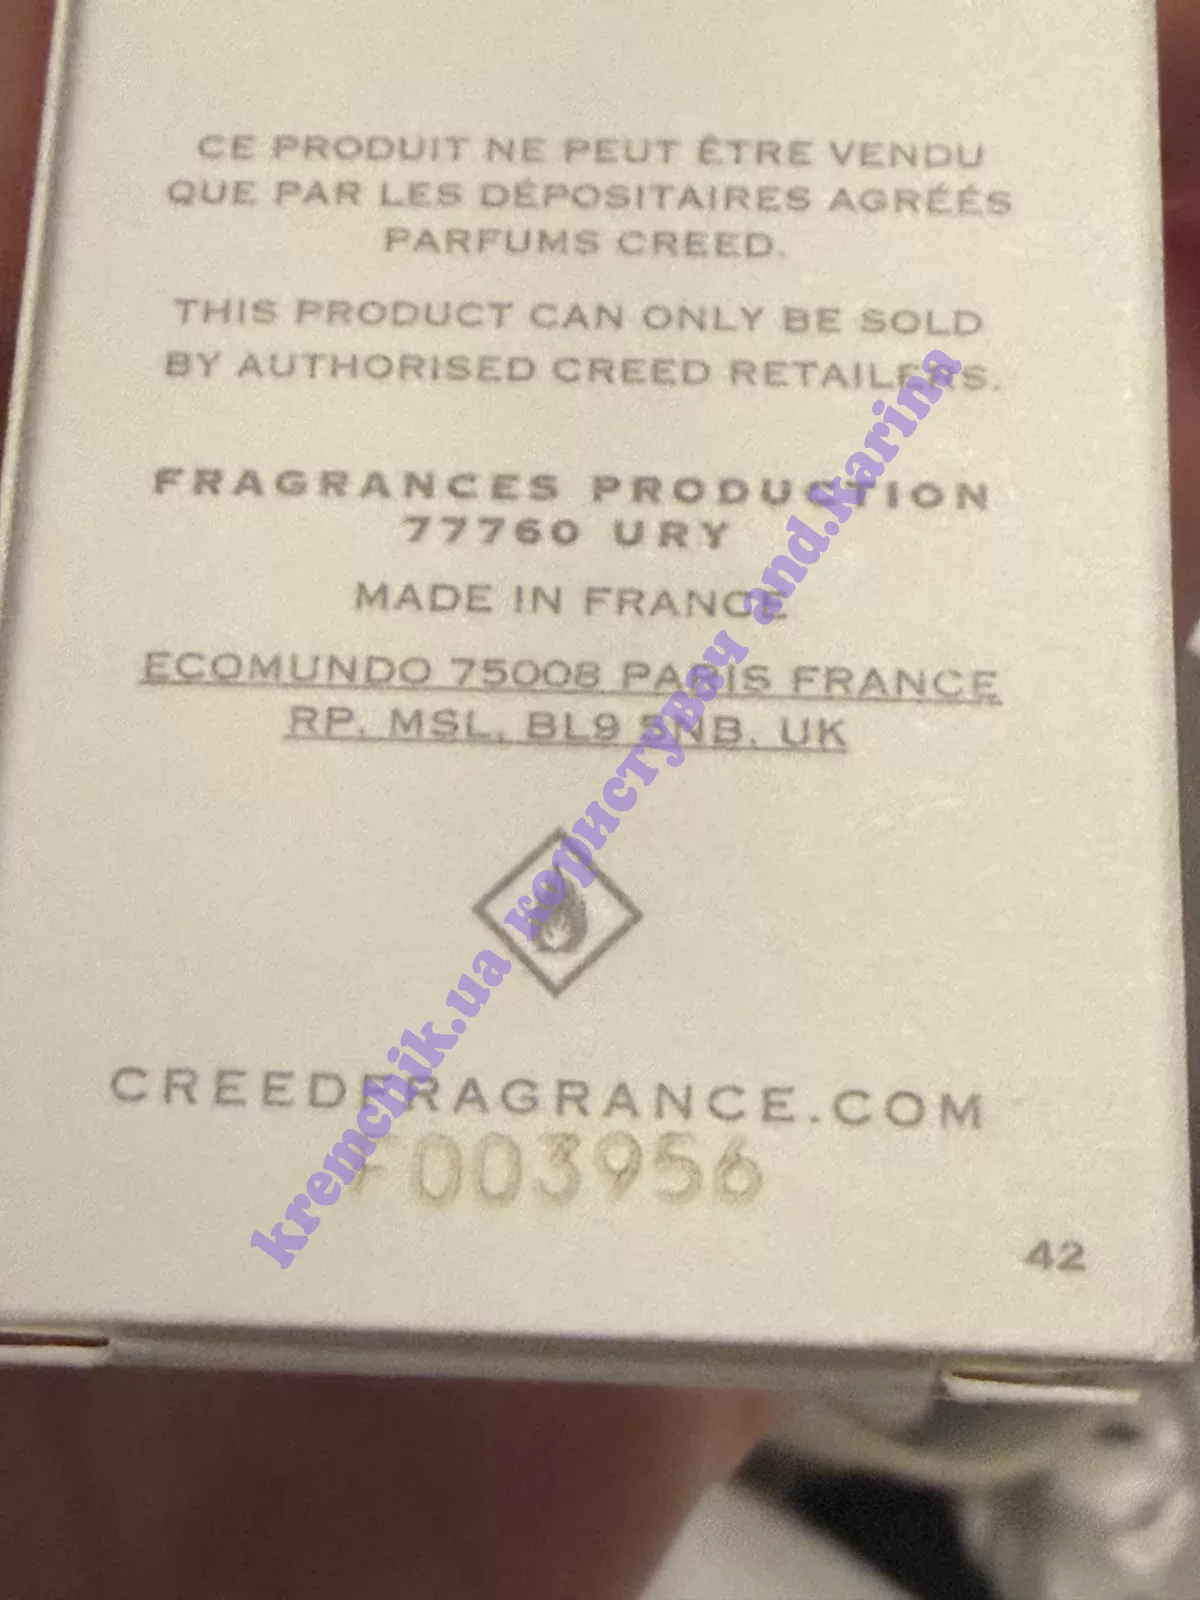 CE PRODUIT NE PEUT ÊTRE VENDU
QUE PAR LES DÉPOSITAIRES AGRÉÉS
PARFUMS CREED.
THIS PRODUCT CAN ONLY BE SOLD
BY AUTHORISED CREED RETAILERS.
FRAGRANCES PRODUCTION
77760 URY
MADE IN FRANCE
ECOMUNDO 75008 PARIS FRANCE
RP. MSL, BL9 5NB. UK
CREEDFRAGRANCE.COM
F003956
42
kremchik.ua користувач and.karina